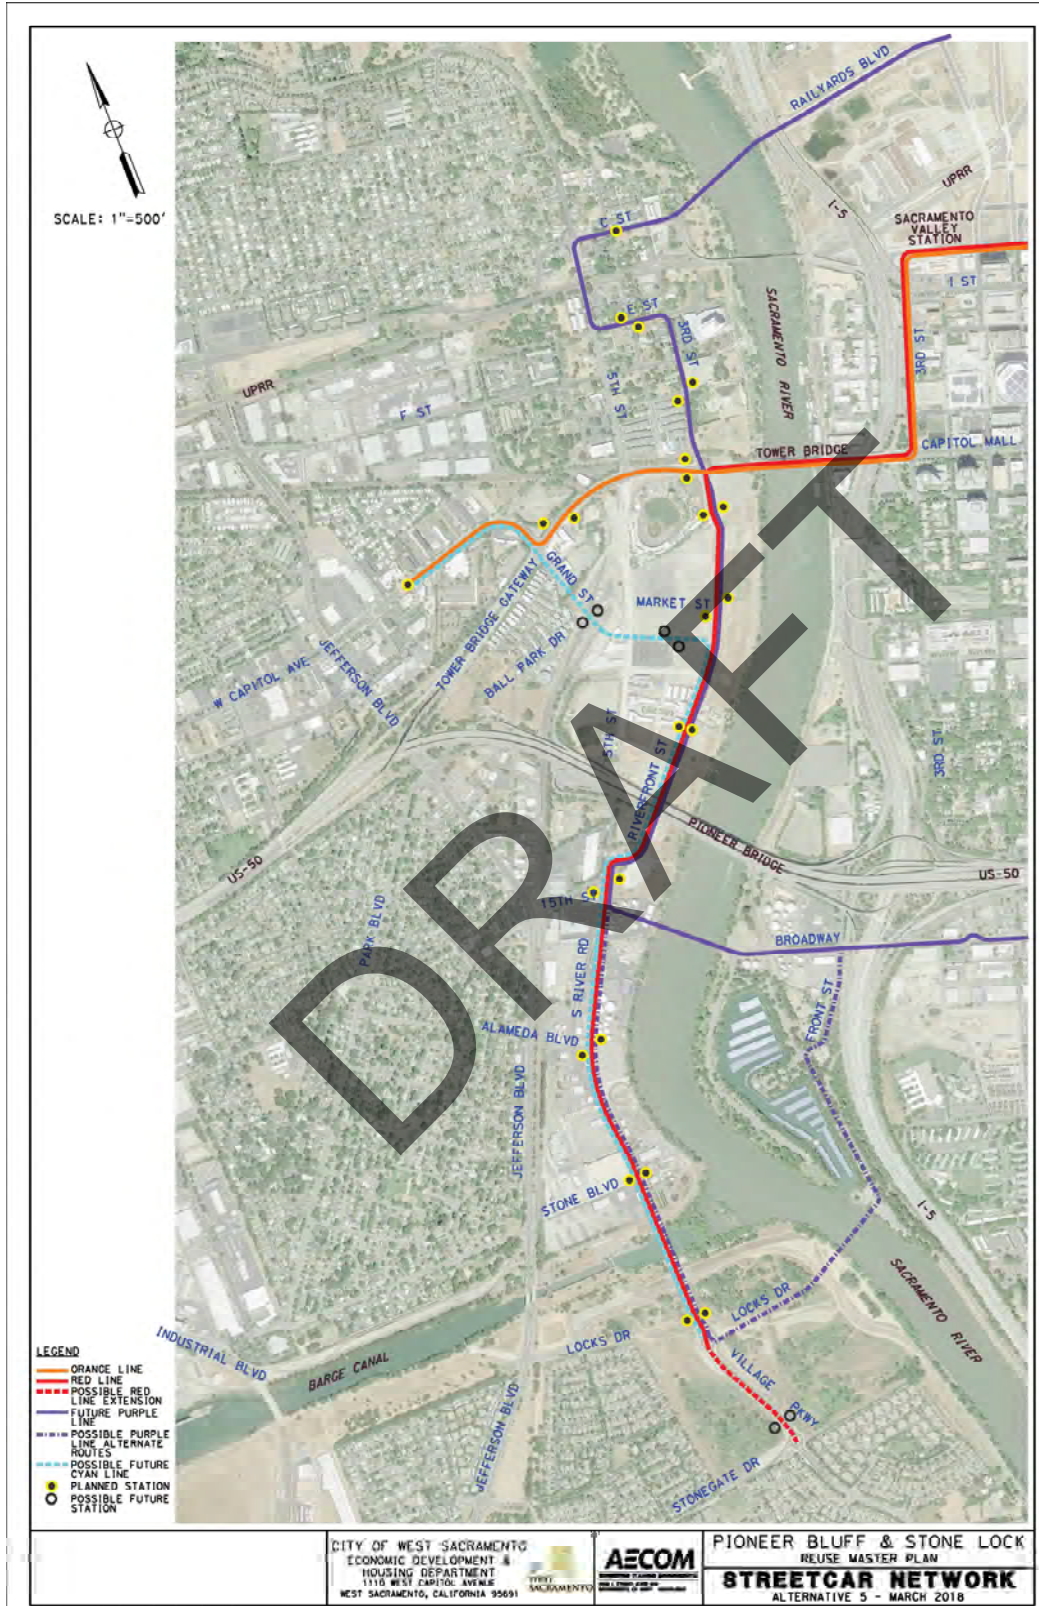 SCALE: 1"=500'
RAILYARDS BLVD
UPRR
I-5
SACRAMENTO
VALLEY
STATION
C ST
I ST
E ST
3RD ST
SACRAMENTO RIVER
3RD ST
UPRR
5TH ST
F ST
TOWER BRIDGE
CAPITOL MALL
GRAND ST
MARKET ST
TOWER BRIDGE GATEWAY
BALL PARK DR
JEFFERSON BLVD
W CAPITOL AVE
5TH ST
RIVERFRONT ST
3RD ST
PIONEER BRIDGE
US-50
US-50
15TH ST
PARK BLVD
BROADWAY
S RIVER RD
FRONT ST
ALAMEDA BLVD
JEFFERSON BLVD
STONE BLVD
I-5
SACRAMENTO RIVER
LOCKS DR
LOCKS DR
INDUSTRIAL BLVD
BARGE CANAL
VILLAGE
PKWY
JEFFERSON BLVD
STONEGATE DR
DRAFT
LEGEND
ORANGE LINE
RED LINE
POSSIBLE RED
LINE EXTENSION
FUTURE PURPLE
LINE
POSSIBLE PURPLE
LINE ALTERNATE
ROUTES
POSSIBLE FUTURE
CYAN LINE
PLANNED STATION
POSSIBLE FUTURE
STATION
CITY OF WEST SACRAMENTO
ECONOMIC DEVELOPMENT &
HOUSING DEPARTMENT
1110 WEST CAPITOL AVENUE
WEST SACRAMENTO, CALIFORNIA 95691
WEST
SACRAMENTO
AECOM
PIONEER BLUFF & STONE LOCK
REUSE MASTER PLAN
STREETCAR NETWORK
ALTERNATIVE 5 - MARCH 2018